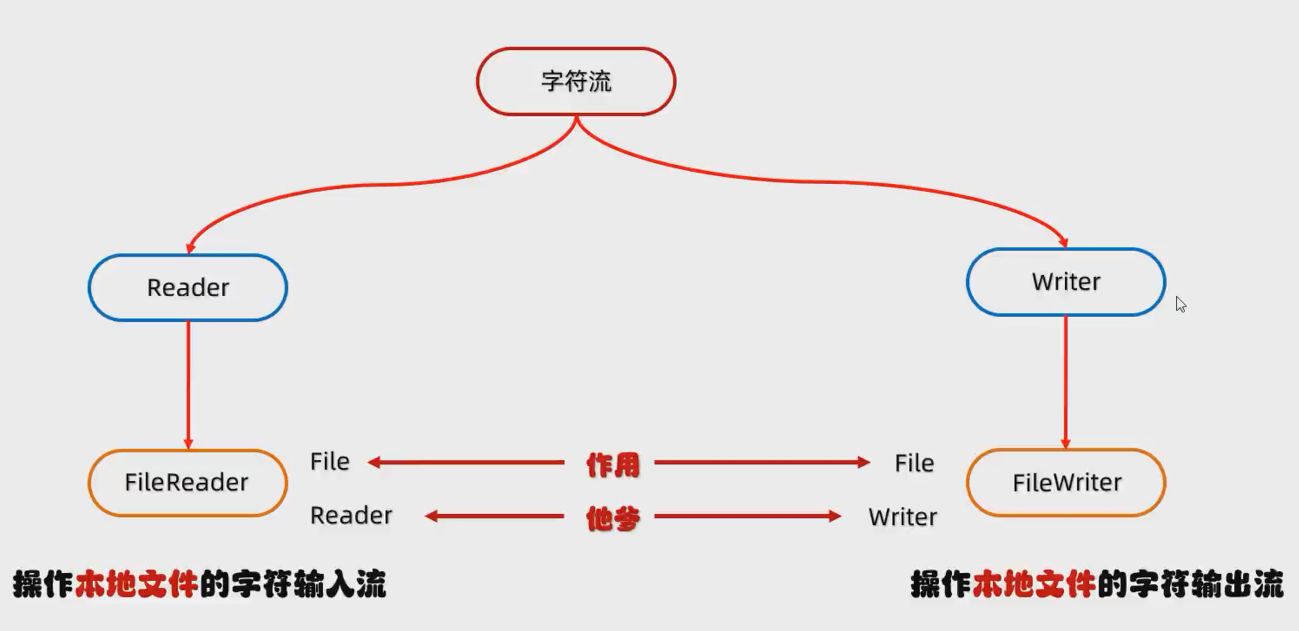 字符流
Reader
Writer
FileReader
File
作用
File
FileWriter
Reader
他爹
Writer
操作本地文件的字符输入流
操作本地文件的字符输出流